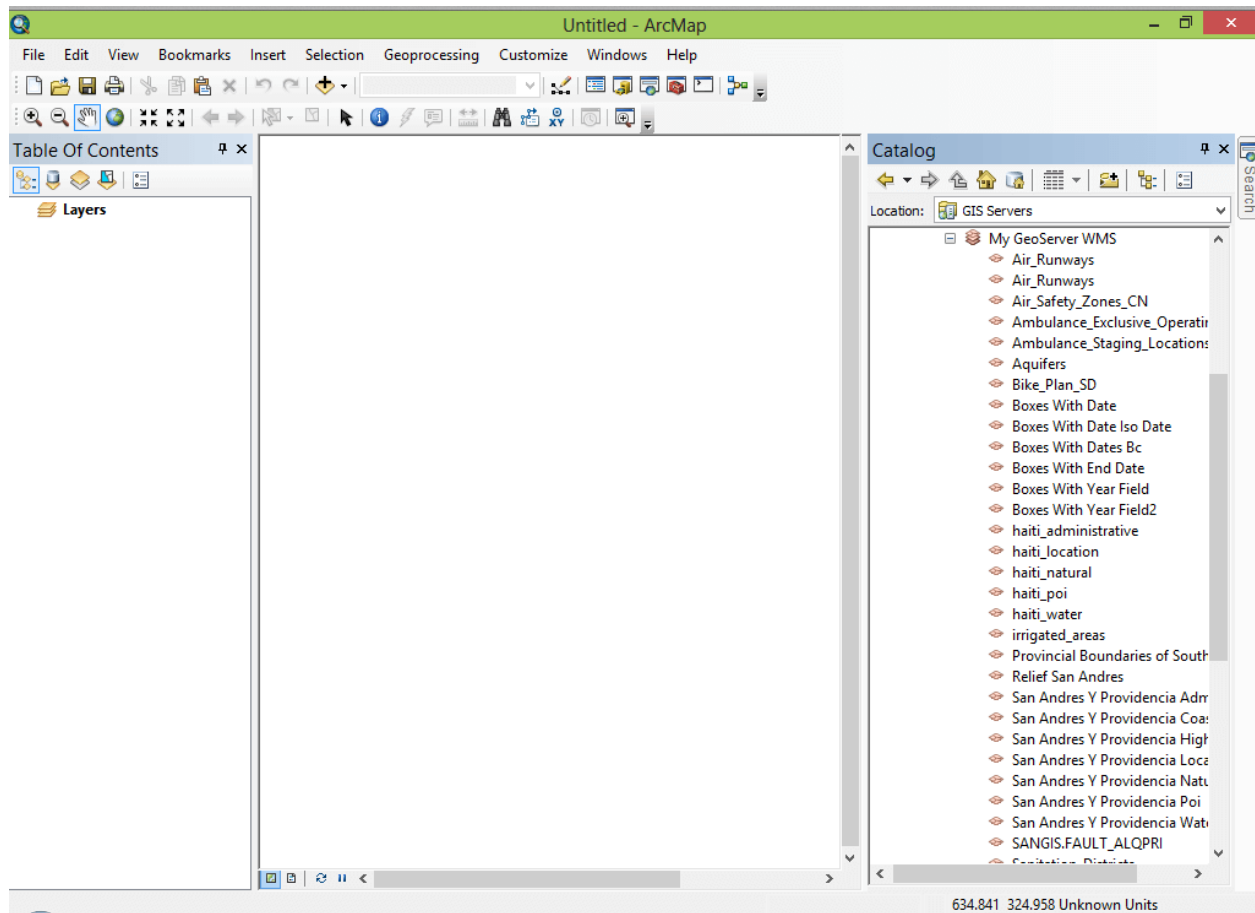 Untitled - ArcMap
File Edit View Bookmarks Insert Selection Geoprocessing Customize Windows Help
Table Of Contents
Catalog
Search
Layers
Location: GIS Servers
My GeoServer WMS
Air_Runways
Air_Runways
Air_Safety_Zones_CN
Ambulance_Exclusive_Operatin
Ambulance_Staging_Locations
Aquifers
Bike_Plan_SD
Boxes With Date
Boxes With Date Iso Date
Boxes With Dates Bc
Boxes With End Date
Boxes With Year Field
Boxes With Year Field2
haiti_administrative
haiti_location
haiti_natural
haiti_poi
haiti_water
irrigated_areas
Provincial Boundaries of South
Relief San Andres
San Andres Y Providencia Adm
San Andres Y Providencia Coas
San Andres Y Providencia High
San Andres Y Providencia Loca
San Andres Y Providencia Natu
San Andres Y Providencia Poi
San Andres Y Providencia Wate
SANGIS.FAULT_ALQPRI
634.841 324.958 Unknown Units